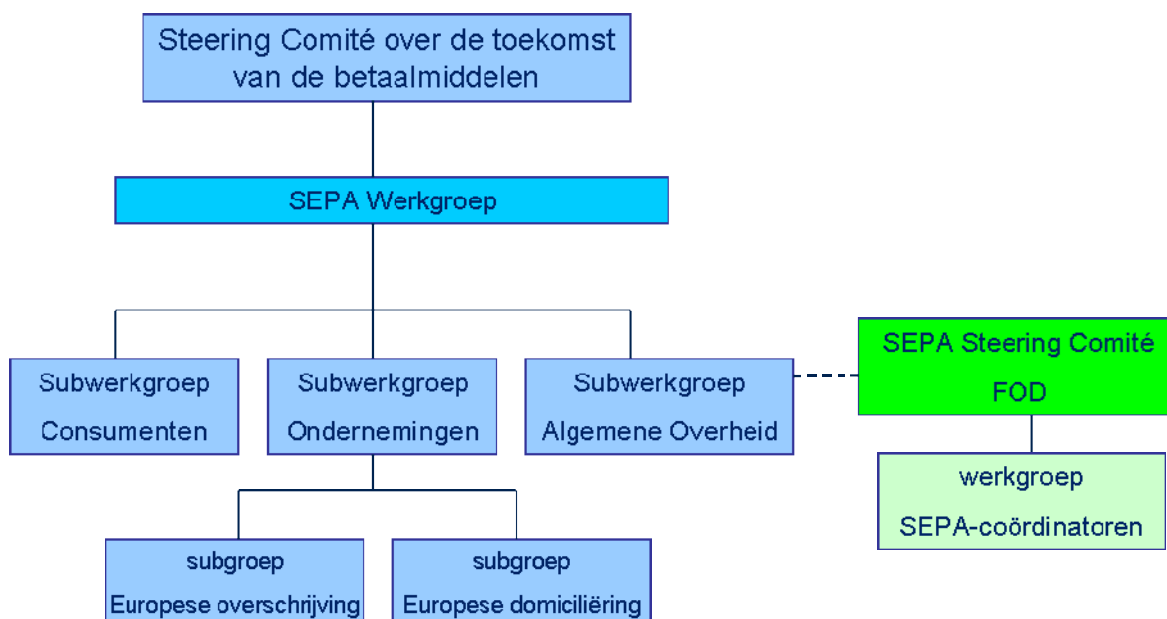 Steering Comité over de toekomst
van de betaalmiddelen
SEPA Werkgroep
Subwerkgroep
Consumenten
Subwerkgroep
Ondernemingen
Subwerkgroep
Algemene Overheid
SEPA Steering Comité
FOD
werkgroep
SEPA-coördinatoren
subgroep
Europese overschrijving
subgroep
Europese domiciliëring